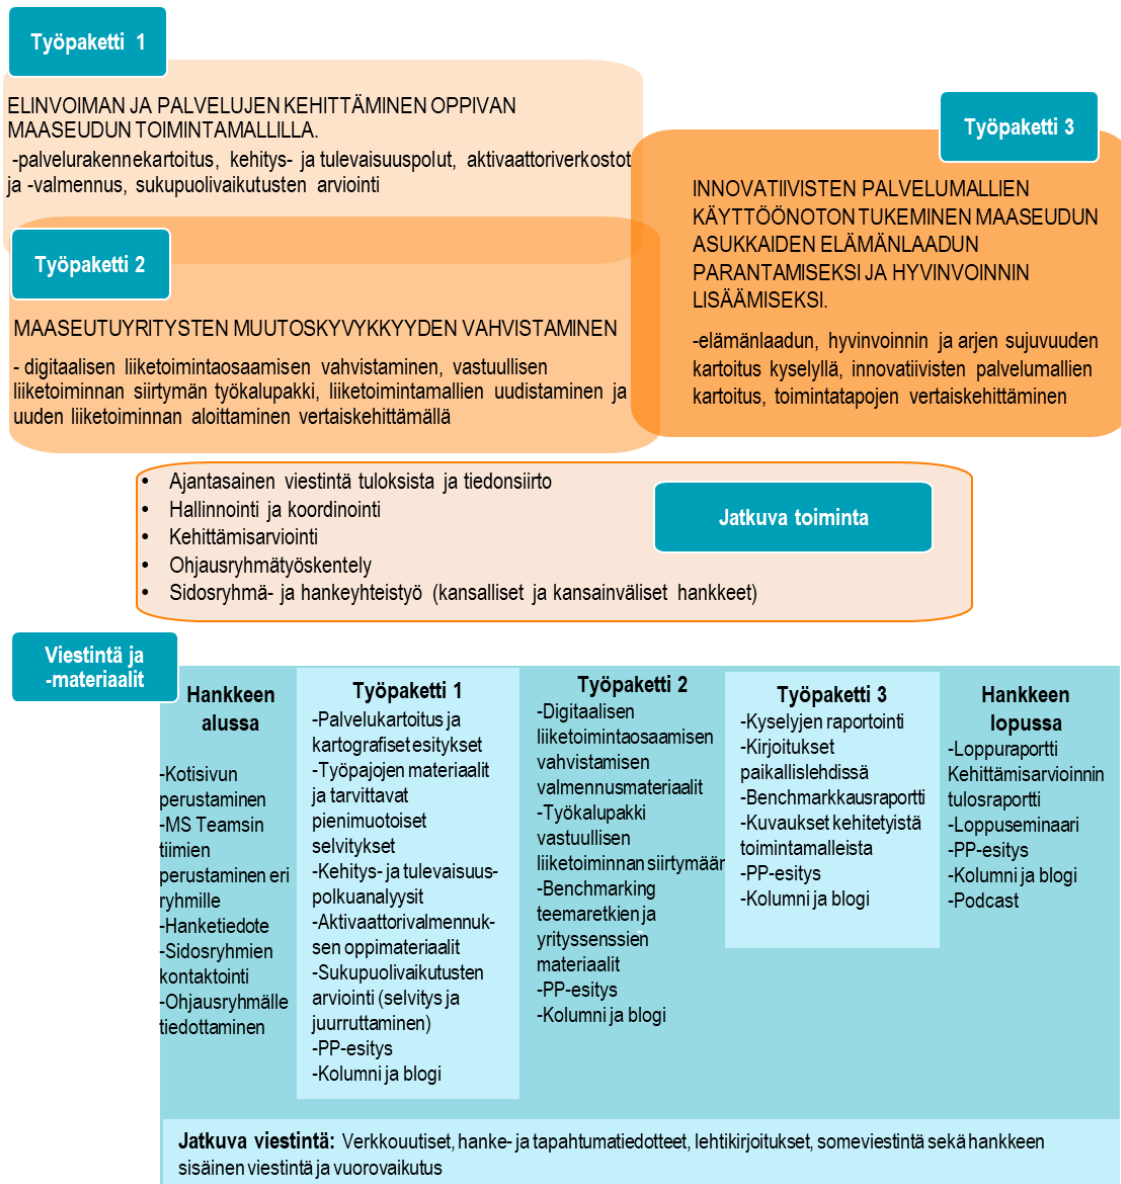 Työpaketti 1
ELINVOIMAN JA PALVELUJEN KEHITTÄMINEN OPPIVAN
MAASEUDUN TOIMINTAMALLILLA.
-palvelurakennekartoitus, kehitys- ja tulevaisuuspolut, aktivaattoriverkostot
ja -valmennus, sukupuolivaikutusten arviointi
Työpaketti 2
MAASEUTUYRITYSTEN MUUTOSKYVYKKYYDEN VAHVISTAMINEN
- digitaalisen liiketoimintaosaamisen vahvistaminen, vastuullisen
liiketoiminnan siirtymän työkalupakki, liiketoimintamallien uudistaminen ja
uuden liiketoiminnan aloittaminen vertaiskehittämällä
Työpaketti 3
INNOVATIIVISTEN PALVELUMALLIEN
KÄYTTÖÖNOTON TUKEMINEN MAASEUDUN
ASUKKAIDEN ELÄMÄNLAADUN
PARANTAMISEKSI JA HYVINVOINNIN
LISÄÄMISEKSI.
-elämänlaadun, hyvinvoinnin ja arjen sujuvuuden
kartoitus kyselyllä, innovatiivisten palvelumallien
kartoitus, toimintatapojen vertaiskehittäminen
• Ajantasainen viestintä tuloksista ja tiedonsiirto
• Hallinnointi ja koordinointi
• Kehittämisarviointi
• Ohjausryhmätyöskentely
• Sidosryhmä- ja hankeyhteistyö (kansalliset ja kansainväliset hankkeet)
Jatkuva toiminta
Viestintä ja
-materiaalit
Hankkeen
alussa
-Kotisivun
perustaminen
-MS Teamsin
tiimien
perustaminen eri
ryhmille
-Hanketiedote
-Sidosryhmien
kontaktointi
-Ohjausryhmälle
tiedottaminen
Työpaketti 1
-Palvelukartoitus ja
kartografiset esitykset
-Työpajojen materiaalit
ja tarvittavat
pienimuotoiset
selvitykset
-Kehitys- ja tulevaisuus-
polkuanalyysit
-Aktivaattorivalmennuk-
sen oppimateriaalit
-Sukupuolivaikutusten
arviointi (selvitys ja
juurruttaminen)
-PP-esitys
-Kolumni ja blogi
Työpaketti 2
-Digitaalisen
liiketoimintaosaamisen
vahvistamisen
valmennusmateriaalit
-Työkalupakki
vastuullisen
liiketoiminnan siirtymään
-Benchmarking
teemaretkien ja
yrityssenssien
materiaalit
-PP-esitys
-Kolumni ja blogi
Työpaketti 3
-Kyselyjen raportointi
-Kirjoitukset
paikallislehdissä
-Benchmarkkausraportti
-Kuvaukset kehitetyistä
toimintamalleista
-PP-esitys
-Kolumni ja blogi
Hankkeen
lopussa
-Loppuraportti
Kehittämisarvioinnin
tulosraportti
-Loppuseminaari
-PP-esitys
-Kolumni ja blogi
-Podcast
Jatkuva viestintä: Verkkouutiset, hanke- ja tapahtumatiedotteet, lehtikirjoitukset, someviestintä sekä hankkeen
sisäinen viestintä ja vuorovaikutus